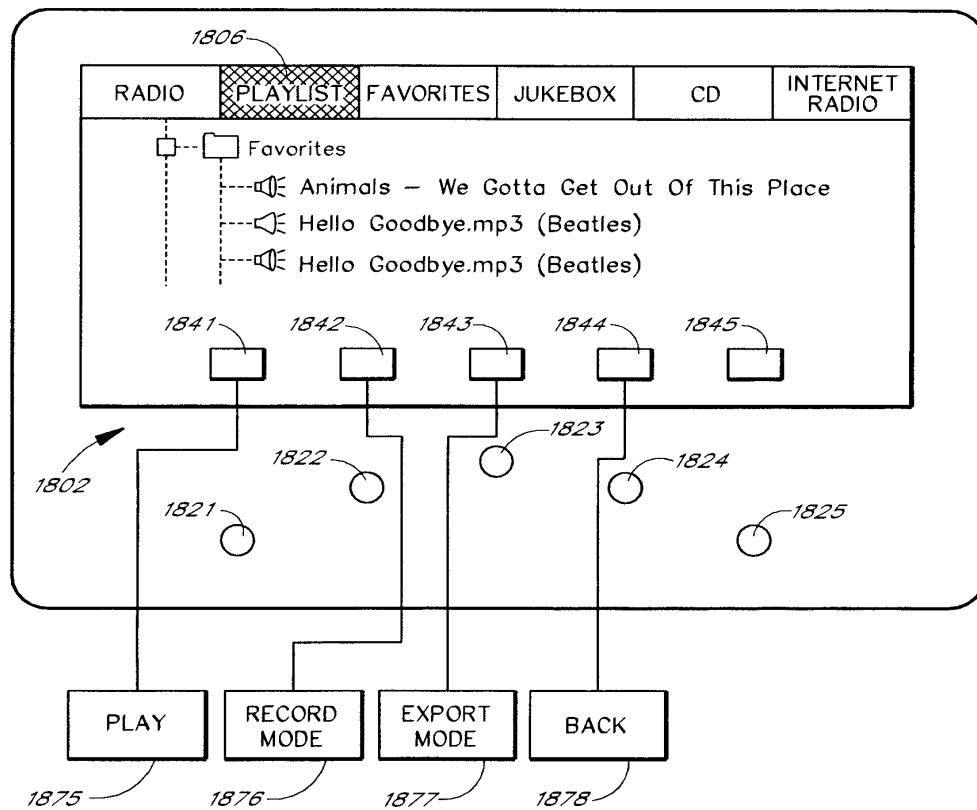 1806
RADIO PLAYLIST FAVORITES JUKEBOX CD INTERNET RADIO
Favorites
Animals – We Gotta Get Out Of This Place
Hello Goodbye.mp3 (Beatles)
Hello Goodbye.mp3 (Beatles)
1841 1842 1843 1844 1845
1802 1821 1822 1823 1824 1825
PLAY RECORD MODE EXPORT MODE BACK
1875 1876 1877 1878